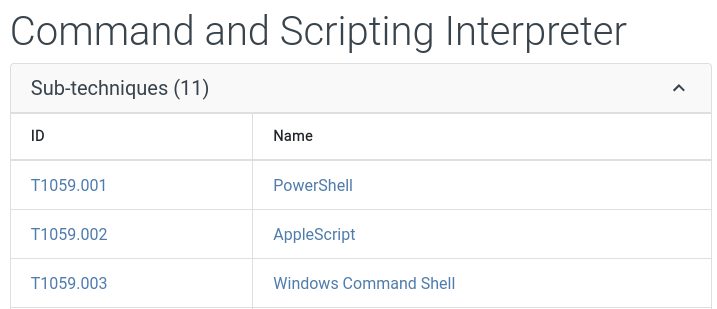 Command and Scripting Interpreter
Sub-techniques (11)
ID Name
T1059.001 PowerShell
T1059.002 AppleScript
T1059.003 Windows Command Shell